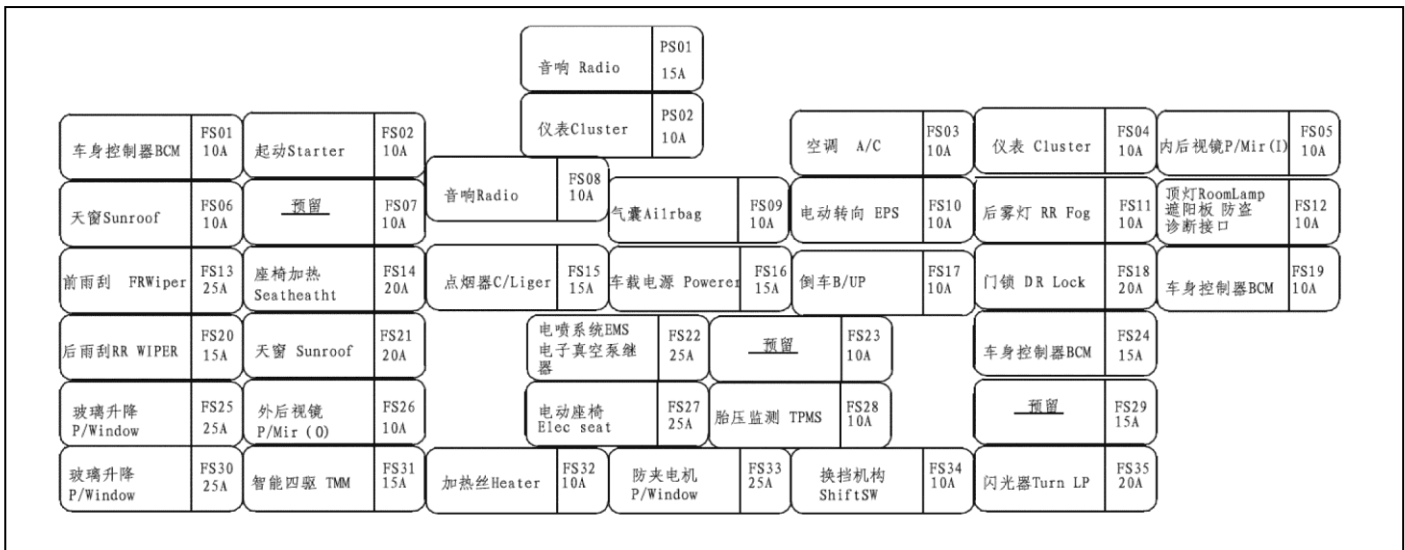 PS01
音响 Radio
15A
PS02
仪表Cluster
10A
FS01
车身控制器BCM
10A
FS02
起动Starter
10A
FS03
空调 A/C
10A
FS04
仪表 Cluster
10A
FS05
内后视镜P/Mir(I)
10A
FS06
天窗Sunroof
10A
预留
FS07
10A
FS08
音响Radio
10A
FS09
气囊Ailrbag
10A
FS10
电动转向 EPS
10A
FS11
后雾灯 RR Fog
10A
顶灯RoomLamp
遮阳板 防盗
诊断接口
FS12
10A
FS13
前雨刮 FRWiper
25A
座椅加热
Seatheatht
FS14
20A
FS15
点烟器C/Liger
15A
FS16
车载电源 Powerer
15A
FS17
倒车B/UP
10A
FS18
门锁 DR Lock
20A
FS19
车身控制器BCM
10A
FS20
后雨刮RR WIPER
15A
FS21
天窗 Sunroof
20A
电喷系统EMS
电子真空泵继
器
FS22
25A
预留
FS23
10A
FS24
车身控制器BCM
15A
玻璃升降
P/Window
FS25
25A
外后视镜
P/Mir (O)
FS26
10A
电动座椅
Elec seat
FS27
25A
胎压监测 TPMS
FS28
10A
预留
FS29
15A
玻璃升降
P/Window
FS30
25A
智能四驱 TMM
FS31
15A
加热丝Heater
FS32
10A
防夹电机
P/Window
FS33
25A
换挡机构
ShiftSW
FS34
10A
闪光器Turn LP
FS35
20A